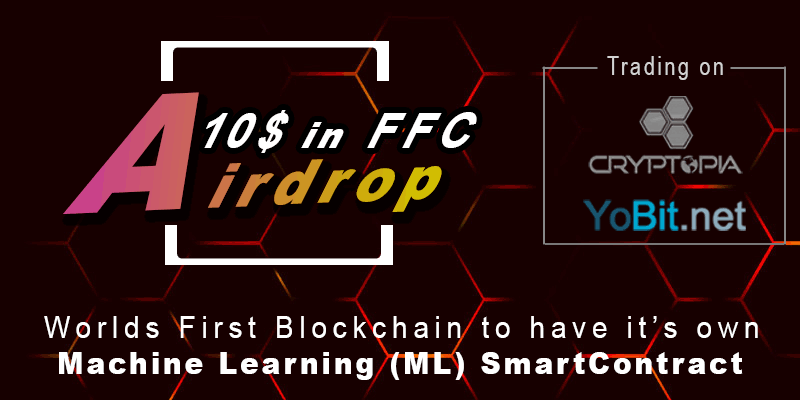 10$ in FFC
Airdrop
Trading on
CRYPTOPIA
YoBit.net
Worlds First Blockchain to have it's own
Machine Learning (ML) SmartContract